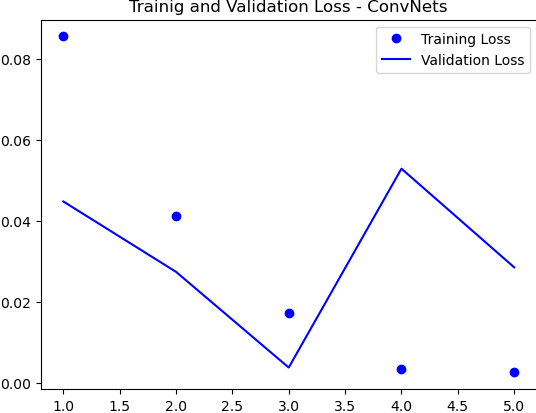 Trainig and Validation Loss - ConvNets
Training Loss
Validation Loss
0.08
0.06
0.04
0.02
0.00
1.0 1.5 2.0 2.5 3.0 3.5 4.0 4.5 5.0